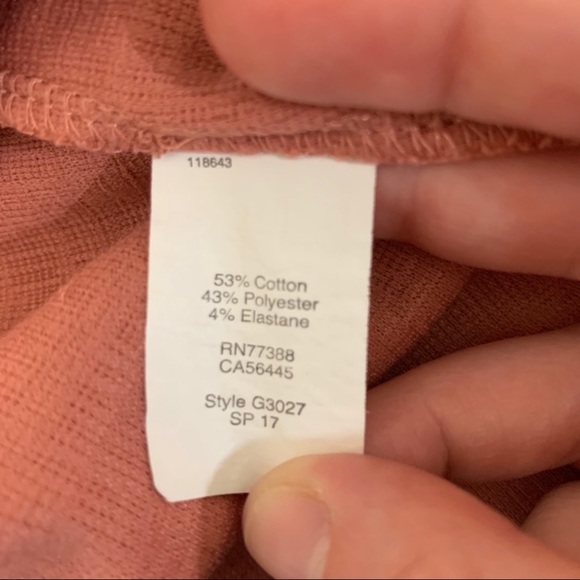 118643
53% Cotton
43% Polyester
4% Elastane
RN77388
CA56445
Style G3027
SP 17